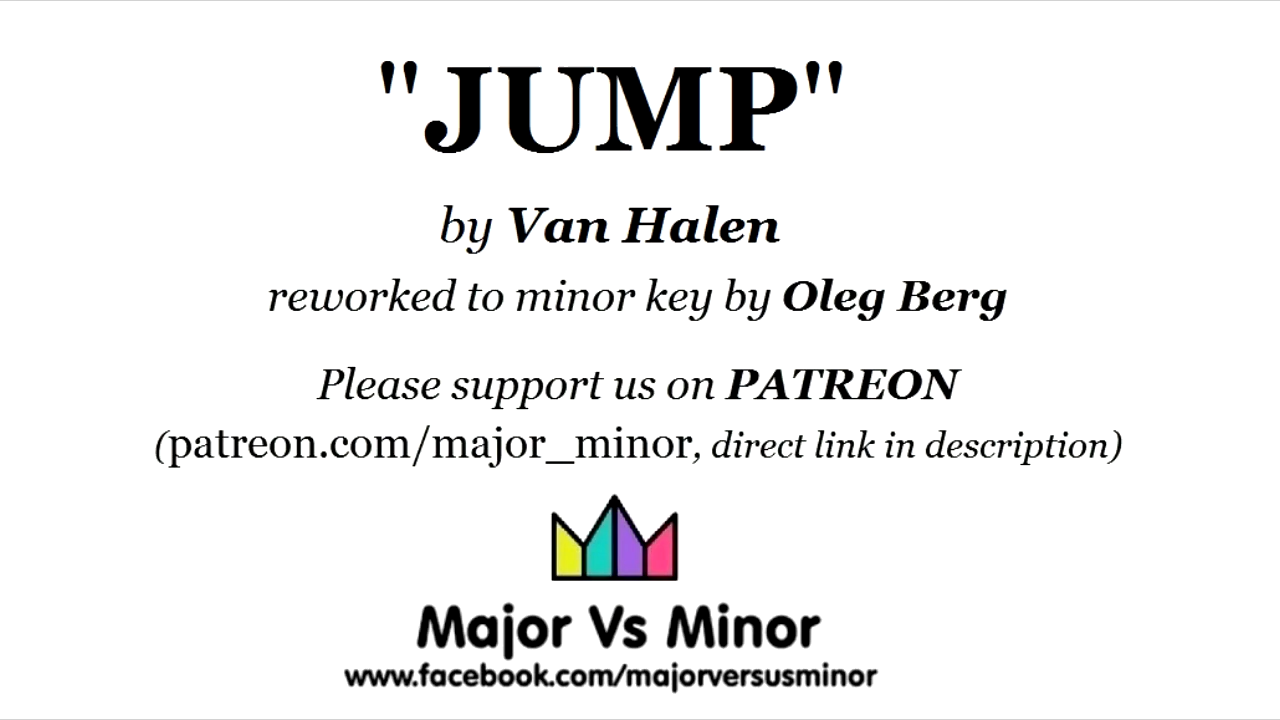 "JUMP"
by Van Halen
reworked to minor key by Oleg Berg
Please support us on PATREON
(patreon.com/major_minor, direct link in description)
Major Vs Minor
www.facebook.com/majorversusminor